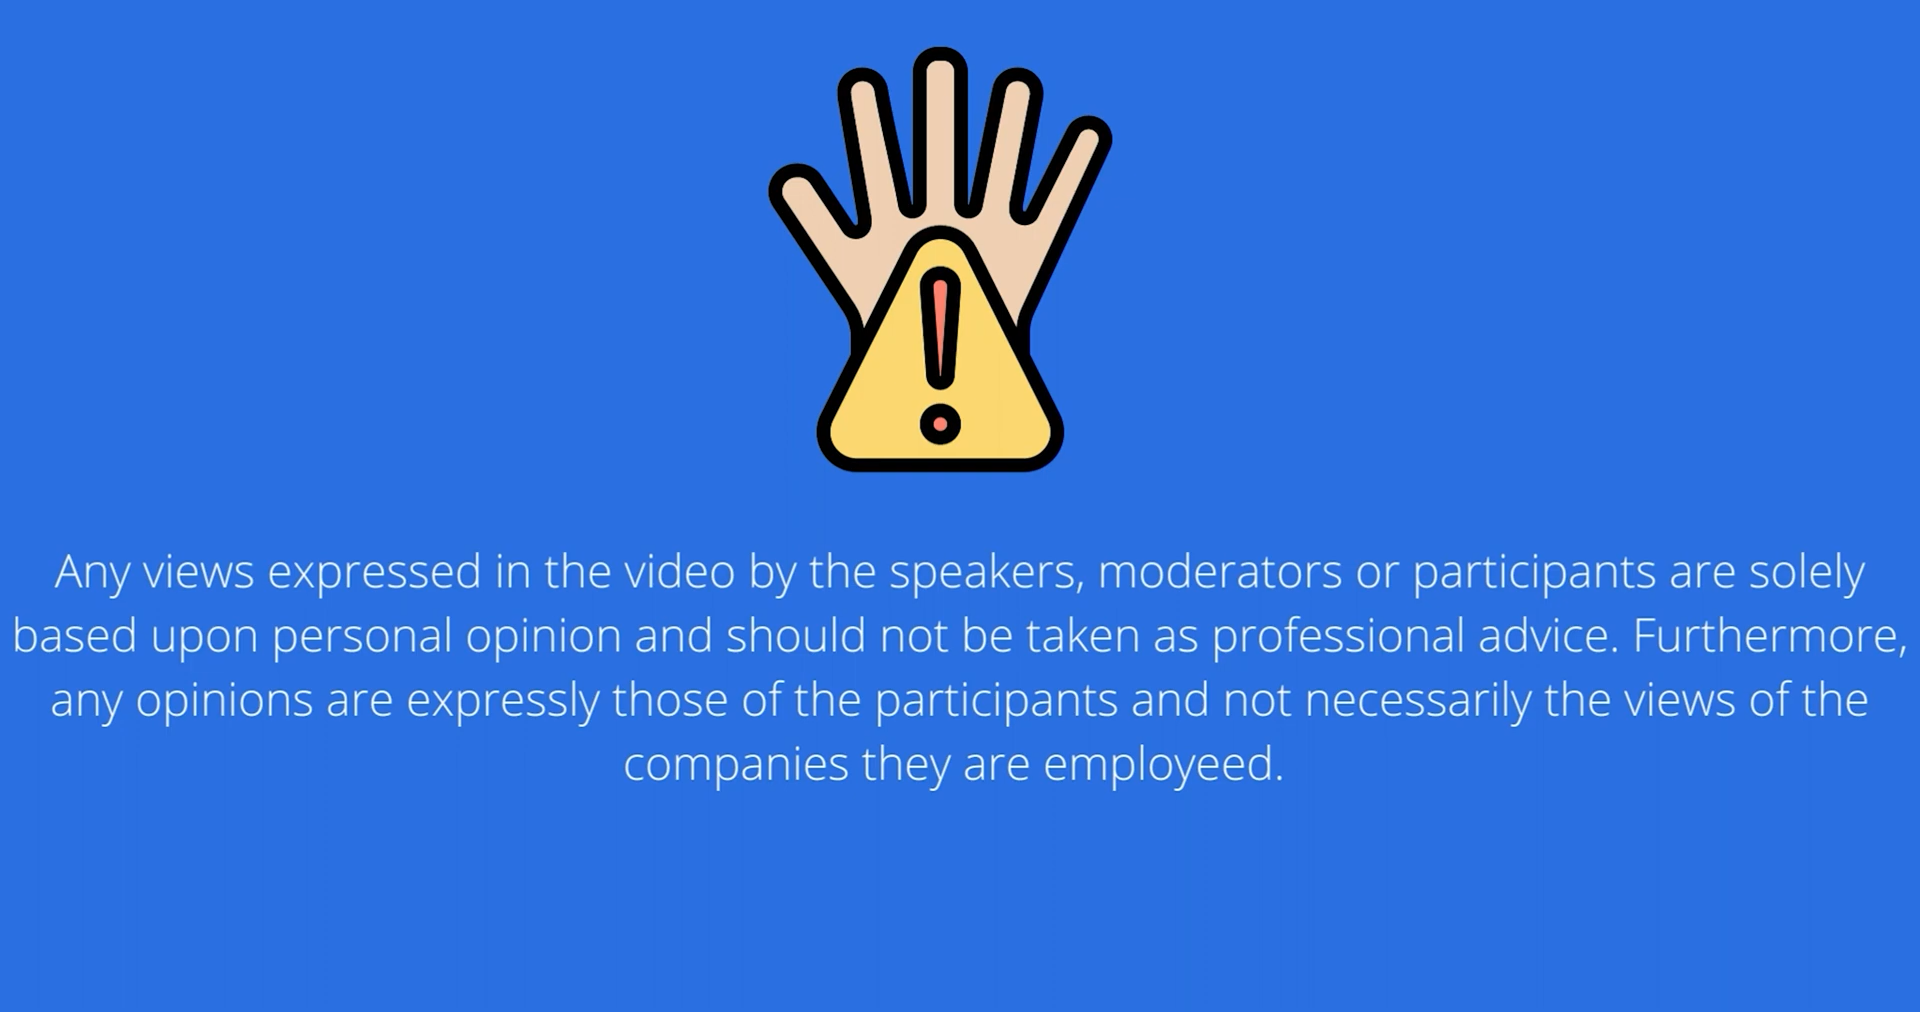 Any views expressed in the video by the speakers, moderators or participants are solely
based upon personal opinion and should not be taken as professional advice. Furthermore,
any opinions are expressly those of the participants and not necessarily the views of the
companies they are employeed.